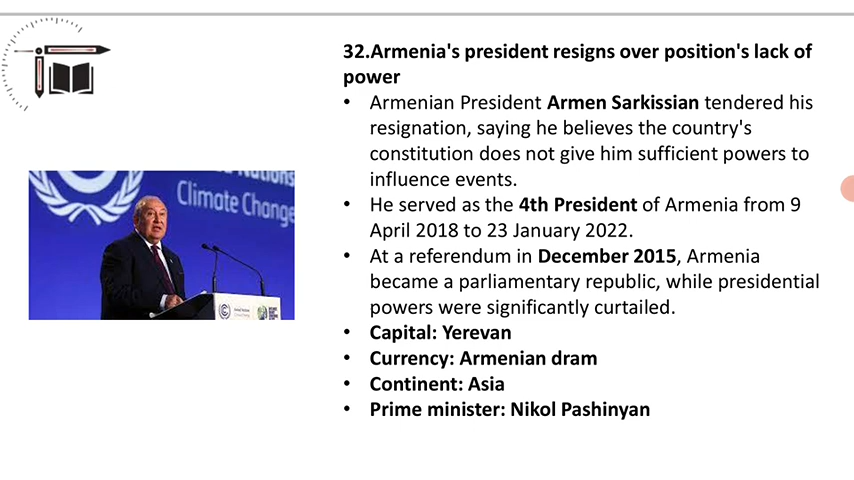 32.Armenia's president resigns over position's lack of
power
• Armenian President Armen Sarkissian tendered his
resignation, saying he believes the country's
constitution does not give him sufficient powers to
influence events.
• He served as the 4th President of Armenia from 9
April 2018 to 23 January 2022.
• At a referendum in December 2015, Armenia
became a parliamentary republic, while presidential
powers were significantly curtailed.
• Capital: Yerevan
• Currency: Armenian dram
• Continent: Asia
• Prime minister: Nikol Pashinyan
Nations
Climate Change